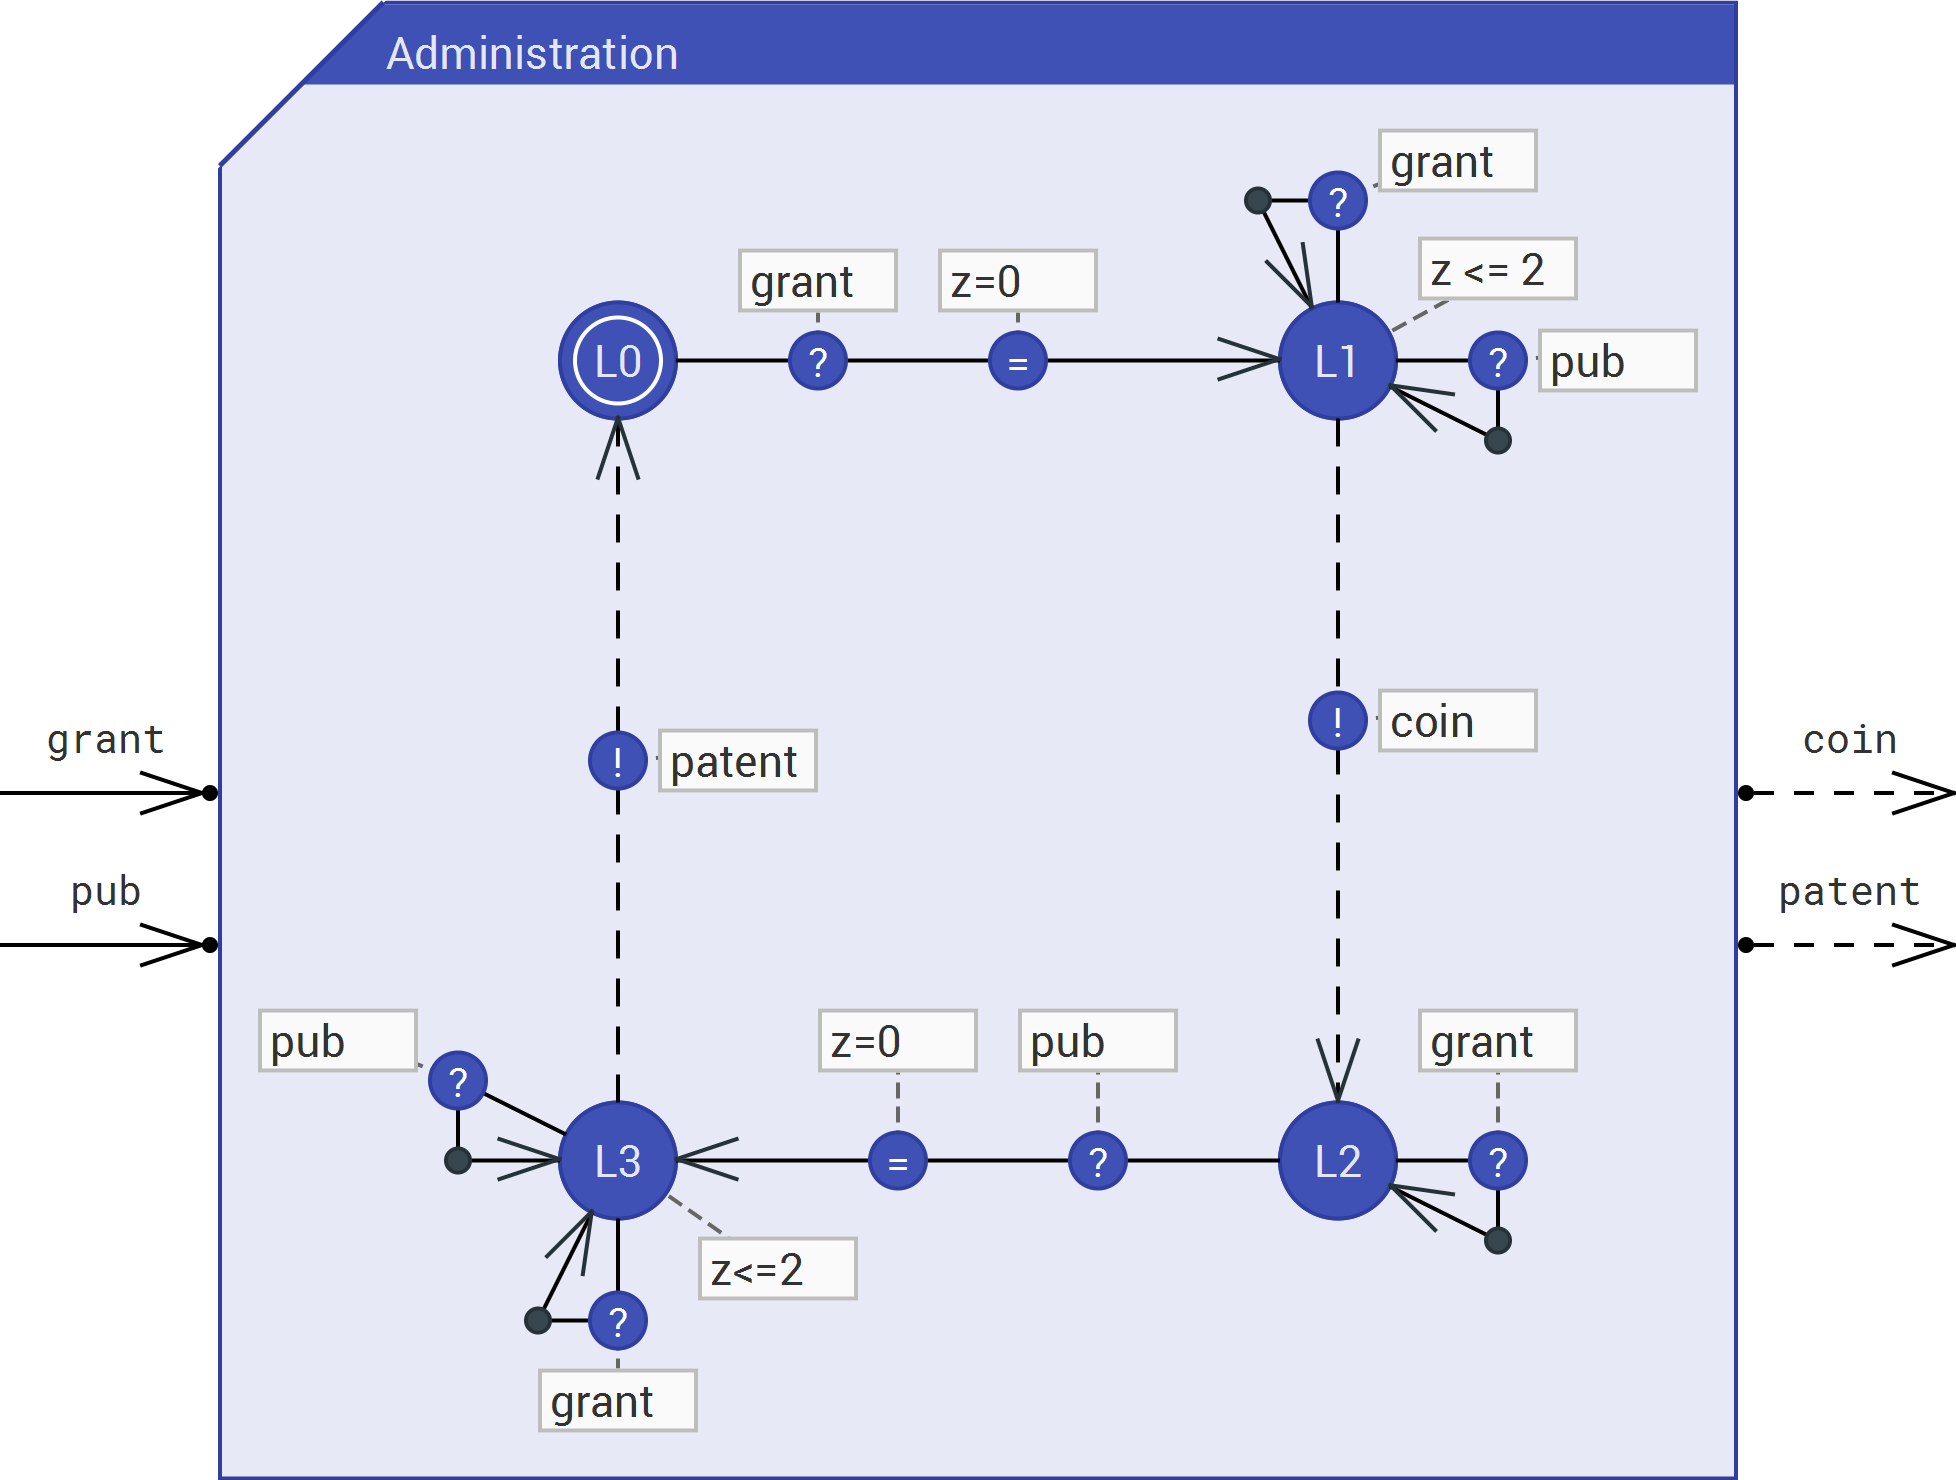 Administration
grant
?
z <= 2
grant
z=0
L0
?
=
L1
?
pub
!
coin
!
patent
grant
coin
pub
patent
pub
z=0
pub
grant
?
L3
=
?
L2
?
z<=2
?
grant